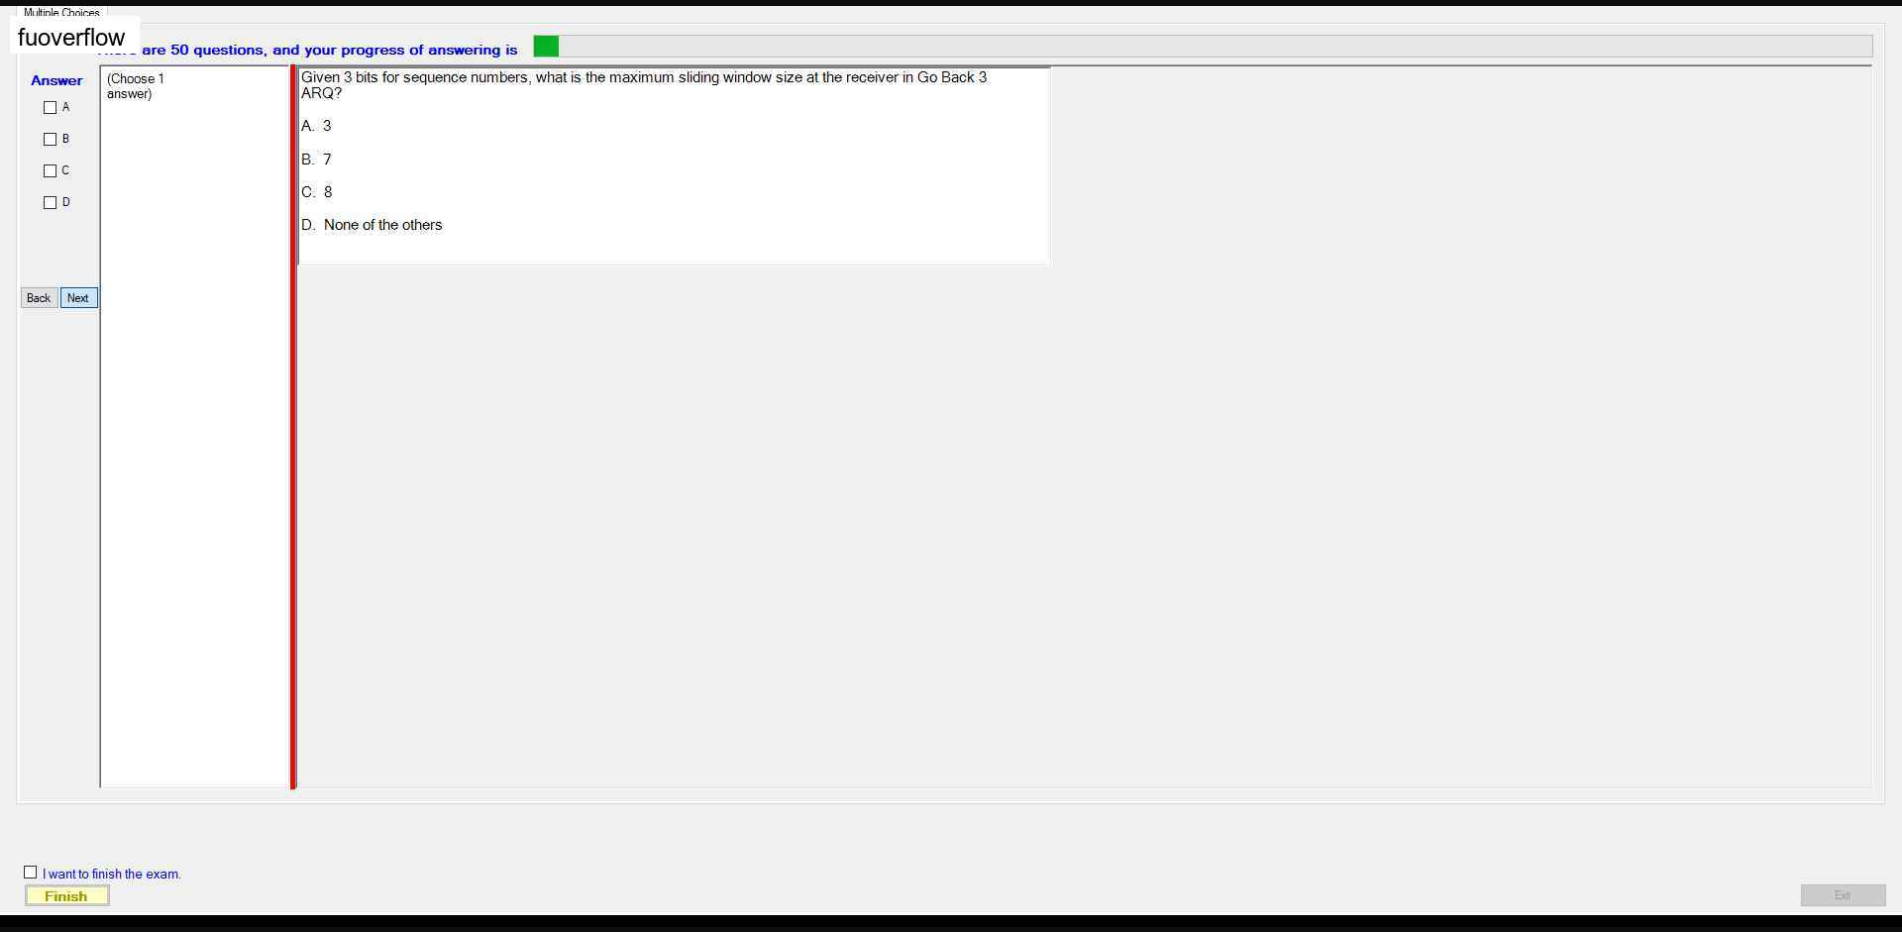 Multiple Choices
fuoverflow
are 50 questions, and your progress of answering is
Answer
(Choose 1
answer)
A
B
C
D
Back Next
Given 3 bits for sequence numbers, what is the maximum sliding window size at the receiver in Go Back 3
ARQ?
A. 3
B. 7
C. 8
D. None of the others
I want to finish the exam.
Finish
Exit